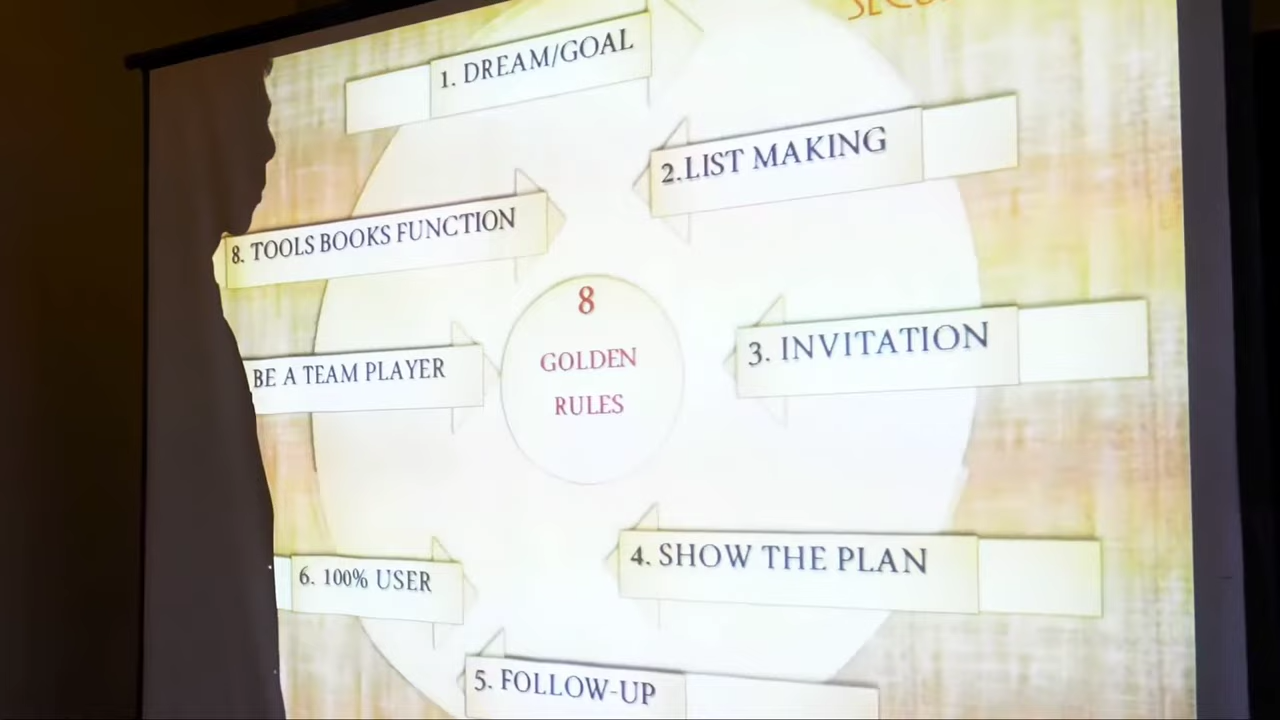 1. DREAM/GOAL
2.LIST MAKING
8. TOOLS BOOKS FUNCTION
8
GOLDEN
RULES
3. INVITATION
BE A TEAM PLAYER
4. SHOW THE PLAN
6. 100% USER
5. FOLLOW-UP